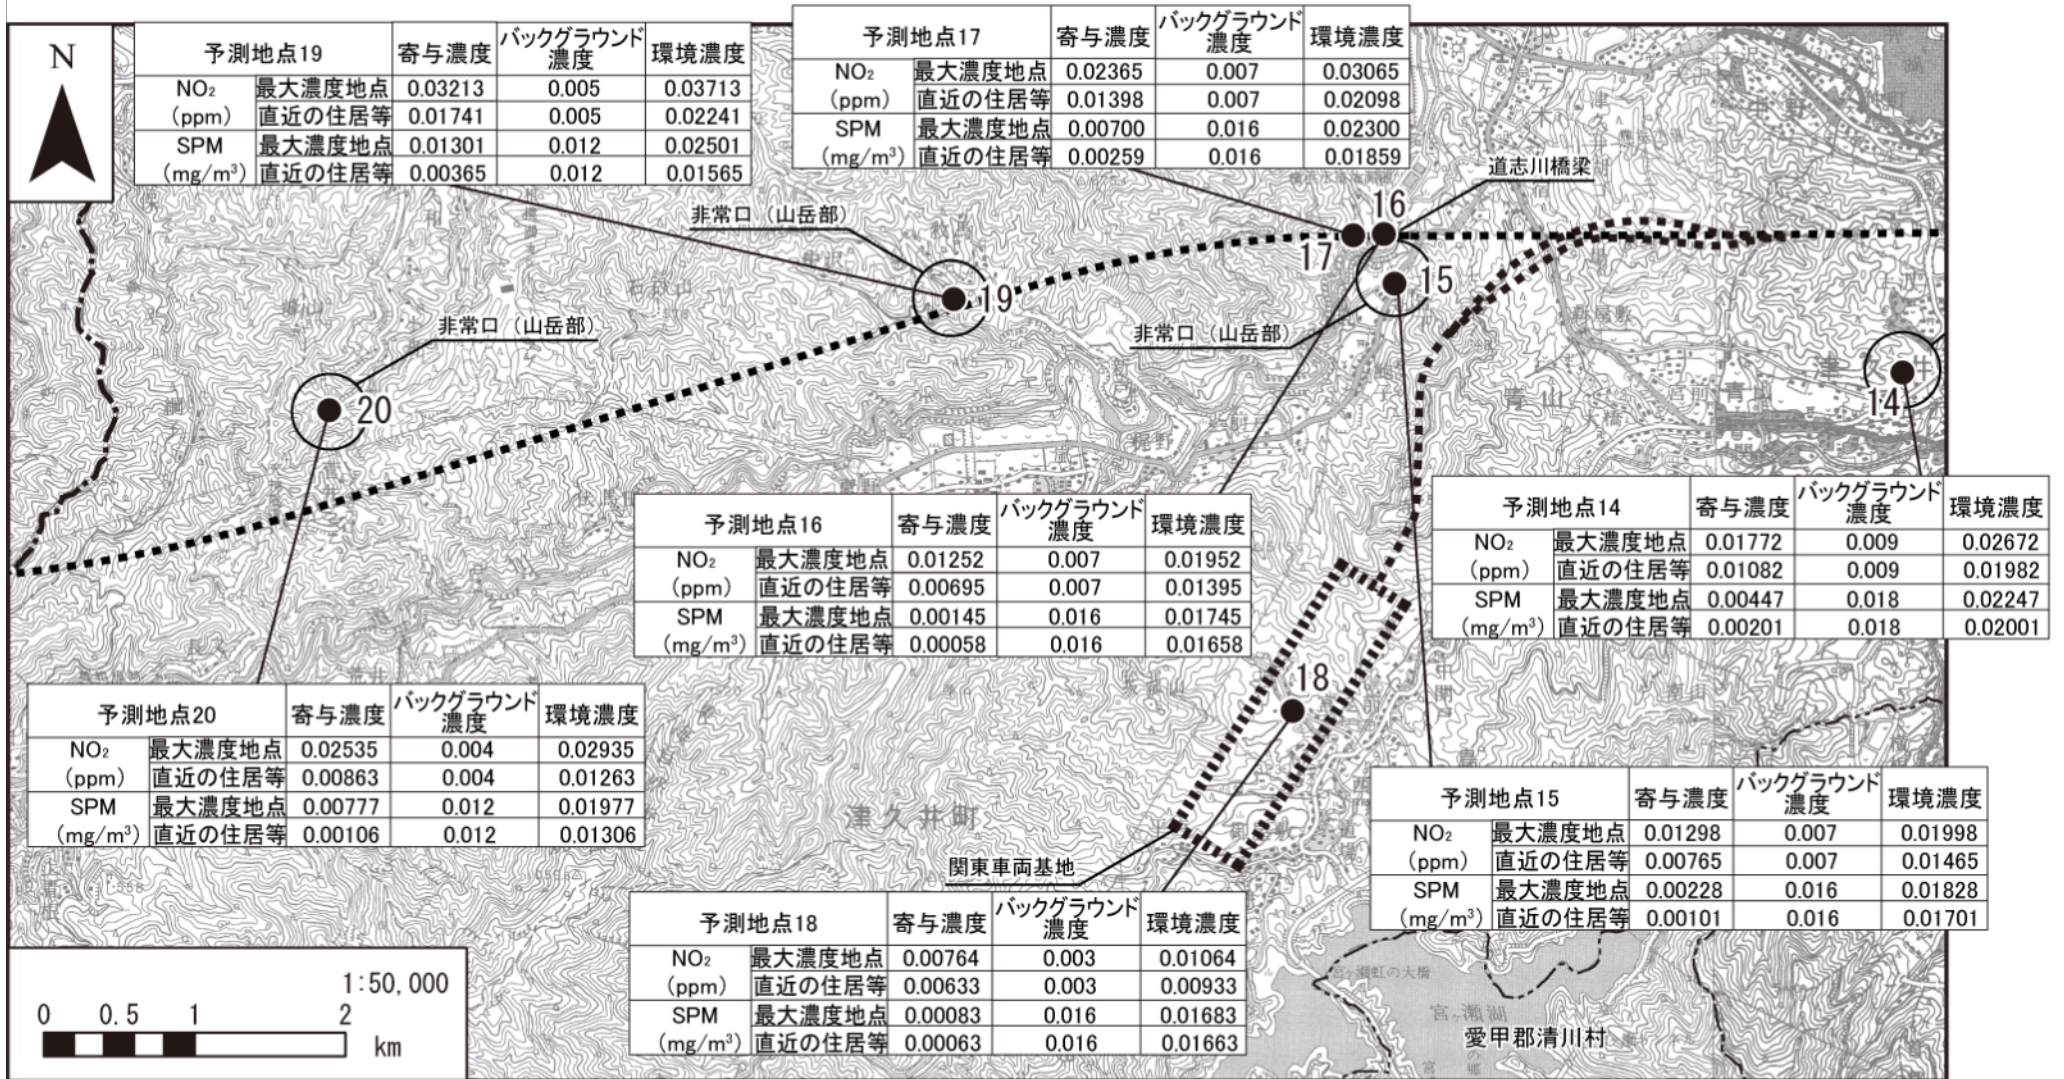 N
予測地点19 寄与濃度 バックグラウンド濃度 環境濃度
NO₂ 最大濃度地点 0.03213 0.005 0.03713
(ppm) 直近の住居等 0.01741 0.005 0.02241
SPM 最大濃度地点 0.01301 0.012 0.02501
(mg/m³) 直近の住居等 0.00365 0.012 0.01565
予測地点17 寄与濃度 バックグラウンド濃度 環境濃度
NO₂ 最大濃度地点 0.02365 0.007 0.03065
(ppm) 直近の住居等 0.01398 0.007 0.02098
SPM 最大濃度地点 0.00700 0.016 0.02300
(mg/m³) 直近の住居等 0.00259 0.016 0.01859
道志川橋梁
非常口（山岳部）
16
17
15
19
非常口（山岳部）
非常口（山岳部）
20
14
津
井
青山
青山
宮前
中野
梶野
予測地点16 寄与濃度 バックグラウンド濃度 環境濃度
NO₂ 最大濃度地点 0.01252 0.007 0.01952
(ppm) 直近の住居等 0.00695 0.007 0.01395
SPM 最大濃度地点 0.00145 0.016 0.01745
(mg/m³) 直近の住居等 0.00058 0.016 0.01658
予測地点14 寄与濃度 バックグラウンド濃度 環境濃度
NO₂ 最大濃度地点 0.01772 0.009 0.02672
(ppm) 直近の住居等 0.01082 0.009 0.01982
SPM 最大濃度地点 0.00447 0.018 0.02247
(mg/m³) 直近の住居等 0.00201 0.018 0.02001
18
予測地点20 寄与濃度 バックグラウンド濃度 環境濃度
NO₂ 最大濃度地点 0.02535 0.004 0.02935
(ppm) 直近の住居等 0.00863 0.004 0.01263
SPM 最大濃度地点 0.00777 0.012 0.01977
(mg/m³) 直近の住居等 0.00106 0.012 0.01306
津久井町
関東車両基地
予測地点15 寄与濃度 バックグラウンド濃度 環境濃度
NO₂ 最大濃度地点 0.01298 0.007 0.01998
(ppm) 直近の住居等 0.00765 0.007 0.01465
SPM 最大濃度地点 0.00228 0.016 0.01828
(mg/m³) 直近の住居等 0.00101 0.016 0.01701
予測地点18 寄与濃度 バックグラウンド濃度 環境濃度
NO₂ 最大濃度地点 0.00764 0.003 0.01064
(ppm) 直近の住居等 0.00633 0.003 0.00933
SPM 最大濃度地点 0.00083 0.016 0.01683
(mg/m³) 直近の住居等 0.00063 0.016 0.01663
宮ヶ瀬虹の大橋
宮ヶ瀬湖
愛甲郡清川村
1:50,000
0 0.5 1 2
km